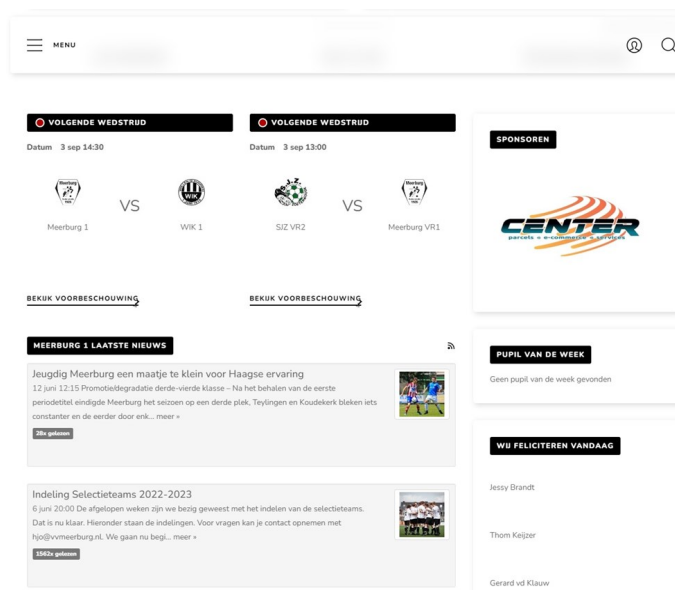 MENU
VOLGENDE WEDSTRIJD
Datum 3 sep 14:30
Meerburg 1
VS
WIK
WIK 1
BEKIJK VOORBESCHOUWING
VOLGENDE WEDSTRIJD
Datum 3 sep 13:00
SJZ VR2
VS
Meerburg VR1
BEKIJK VOORBESCHOUWING
MEERBURG 1 LAATSTE NIEUWS
Jeugdig Meerburg een maatje te klein voor Haagse ervaring
12 juni 12:15 Promotie/degradatie derde-vierde klasse – Na het behalen van de eerste
periodetitel eindigde Meerburg het seizoen op een derde plek, Teylingen en Koudekerk bleken iets
constanter en de eerder door enk... meer »
28x gelezen
Indeling Selectieteams 2022-2023
6 juni 20:00 De afgelopen weken zijn we bezig geweest met het indelen van de selectieteams.
Dat is nu klaar. Hieronder staan de indelingen. Voor vragen kan je contact opnemen met
hjo@vvmeerburg.nl. We gaan nu begi... meer »
1562x gelezen
SPONSOREN
CENTER
parcels • e-commerce • services
PUPIL VAN DE WEEK
Geen pupil van de week gevonden
WIJ FELICITEREN VANDAAG
Jessy Brandt
Thom Keijzer
Gerard vd Klauw